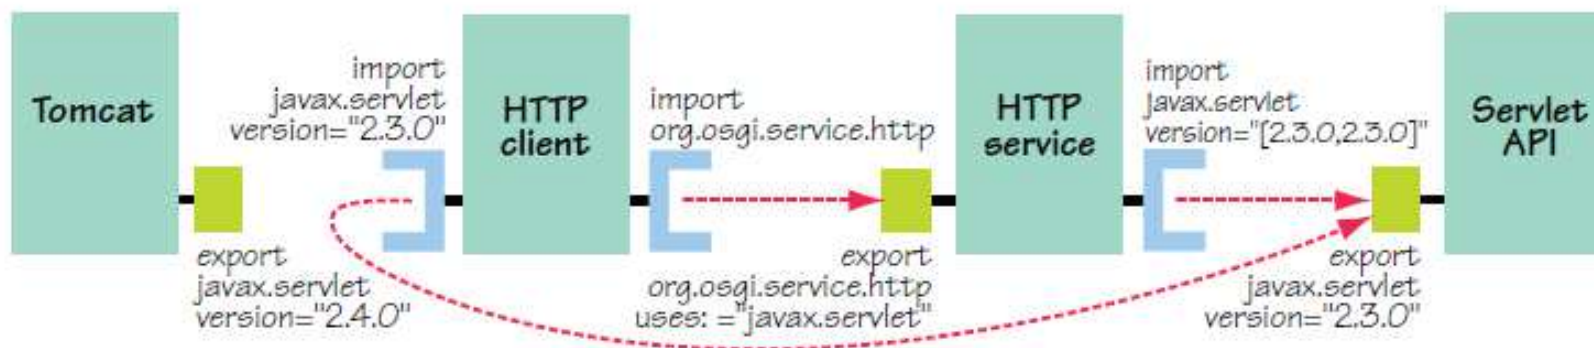 Tomcat
import
javax.servlet
version="2.3.0"
export
javax.servlet
version="2.4.0"
HTTP
client
import
org.osgi.service.http
export
org.osgi.service.http
uses: ="javax.servlet"
HTTP
service
import
javax.servlet
version="[2.3.0,2.3.0]"
export
javax.servlet
version="2.3.0"
Servlet
API